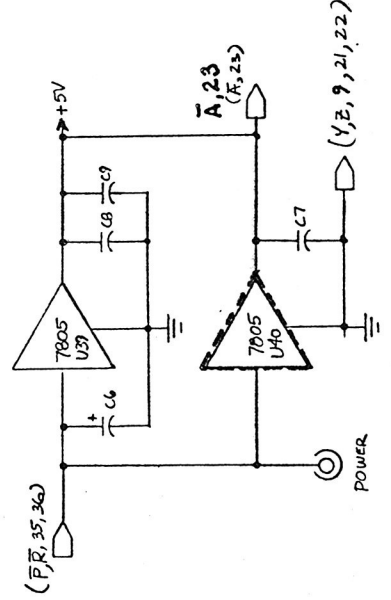 (P̅,R̅, 35,36)
+
C6
7805
U39
C8
C9
+5V
7805
U40
C7
A̅,23
(A̅,23)
(Y,Z,9,21,22)
POWER